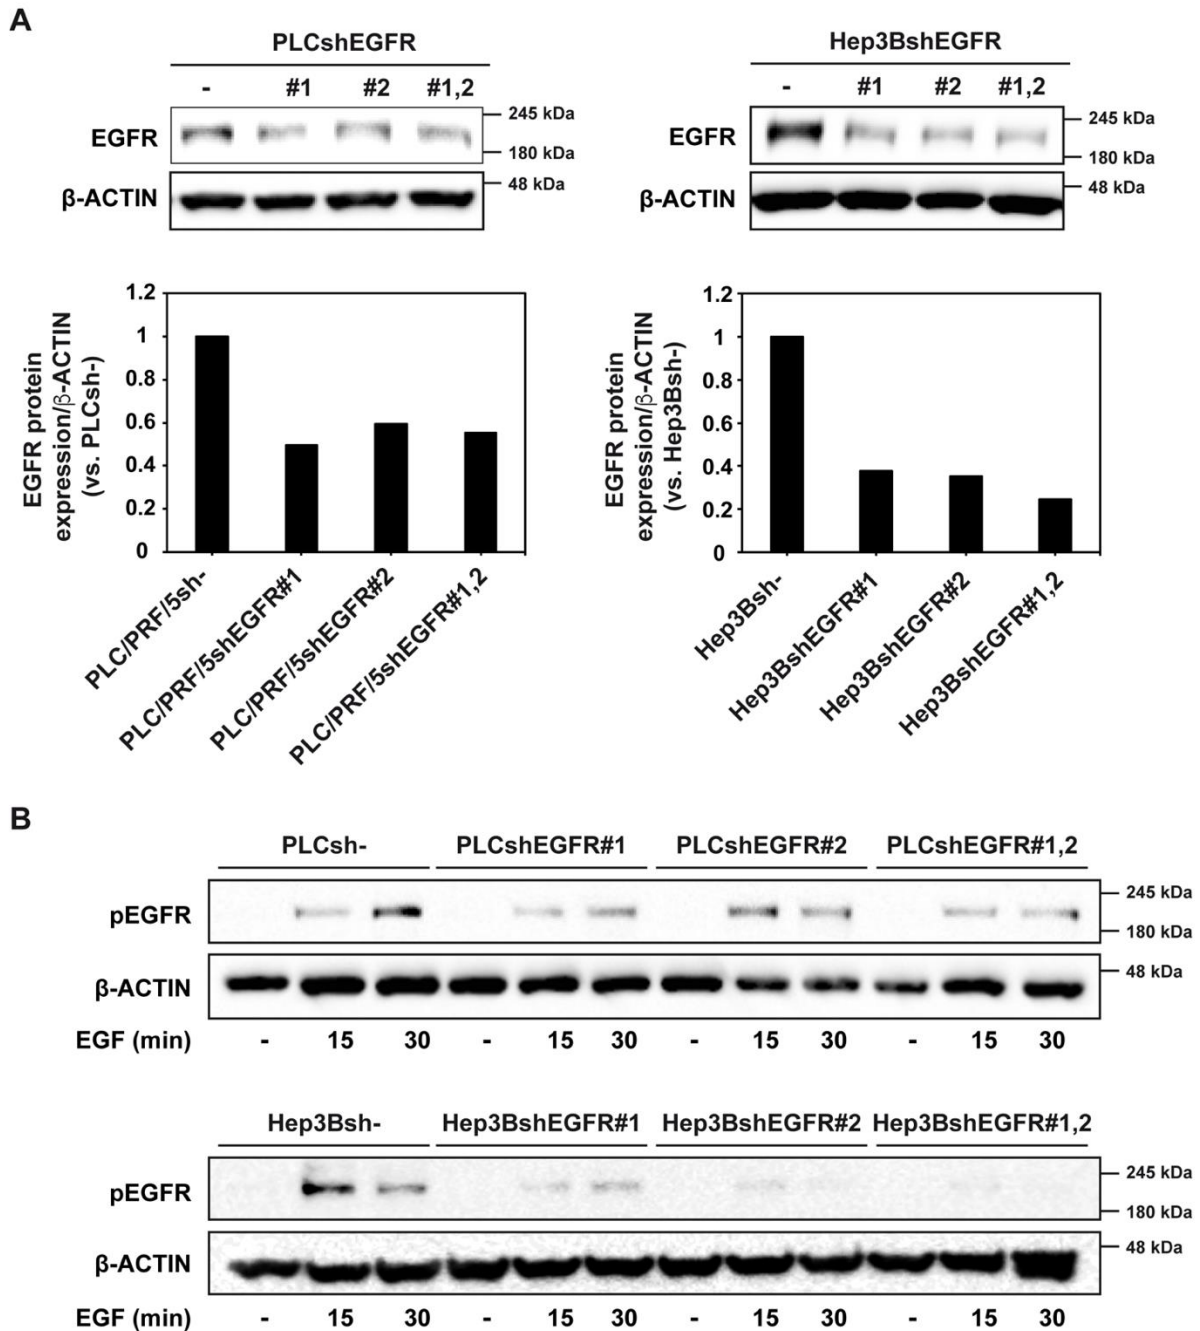 A
PLCshEGFR
- #1 #2 #1,2
EGFR
245 kDa
180 kDa
β-ACTIN
48 kDa
Hep3BshEGFR
- #1 #2 #1,2
EGFR
245 kDa
180 kDa
β-ACTIN
48 kDa
EGFR protein
expression/β-ACTIN
(vs. PLCsh-)
1.2
1
0.8
0.6
0.4
0.2
0
PLC/PRF/5sh-
PLC/PRF/5shEGFR#1
PLC/PRF/5shEGFR#2
PLC/PRF/5shEGFR#1,2
EGFR protein
expression/β-ACTIN
(vs. Hep3Bsh-)
1.2
1
0.8
0.6
0.4
0.2
0
Hep3Bsh-
Hep3BshEGFR#1
Hep3BshEGFR#2
Hep3BshEGFR#1,2
B
PLCsh- PLCshEGFR#1 PLCshEGFR#2 PLCshEGFR#1,2
pEGFR
245 kDa
180 kDa
β-ACTIN
48 kDa
EGF (min) - 15 30 - 15 30 - 15 30 - 15 30
Hep3Bsh- Hep3BshEGFR#1 Hep3BshEGFR#2 Hep3BshEGFR#1,2
pEGFR
245 kDa
180 kDa
β-ACTIN
48 kDa
EGF (min) - 15 30 - 15 30 - 15 30 - 15 30